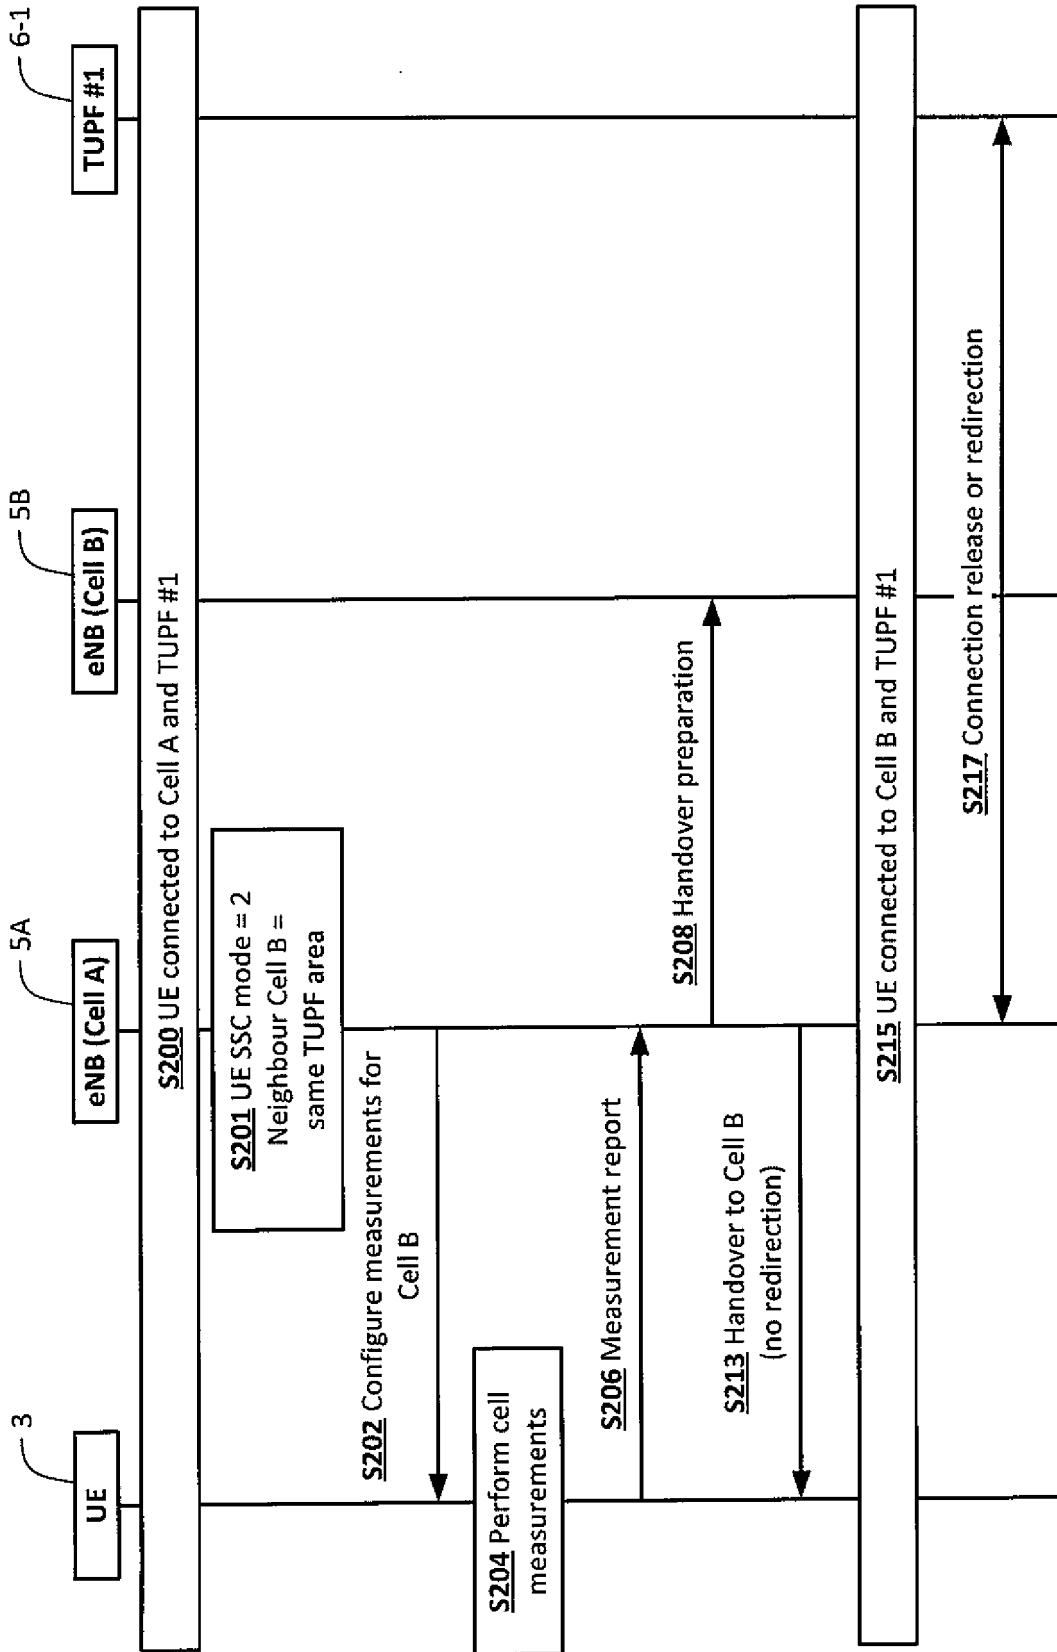 3
5A
5B
6-1
UE
eNB (Cell A)
eNB (Cell B)
TUPF #1
S200 UE connected to Cell A and TUPF #1
S201 UE SSC mode = 2
Neighbour Cell B =
same TUPF area
S202 Configure measurements for
Cell B
S204 Perform cell
measurements
S206 Measurement report
S208 Handover preparation
S213 Handover to Cell B
(no redirection)
S215 UE connected to Cell B and TUPF #1
S217 Connection release or redirection